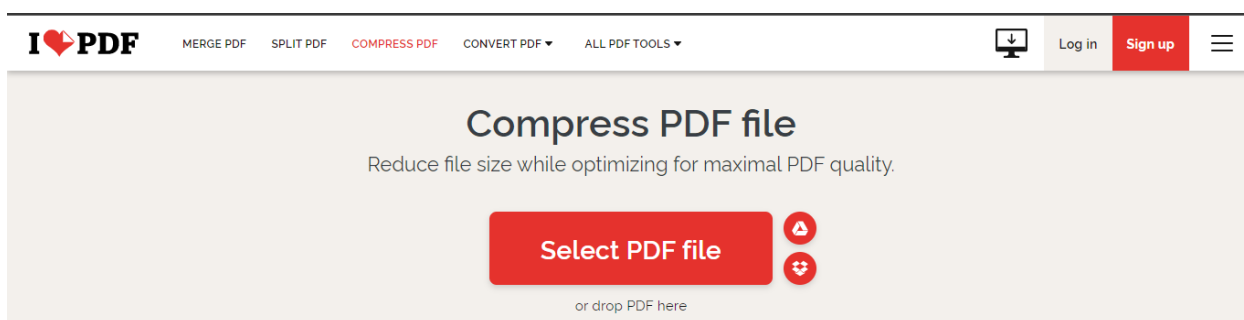 I PDF MERGE PDF SPLIT PDF COMPRESS PDF CONVERT PDF ALL PDF TOOLS Log in Sign up
Compress PDF file
Reduce file size while optimizing for maximal PDF quality.
Select PDF file
or drop PDF here